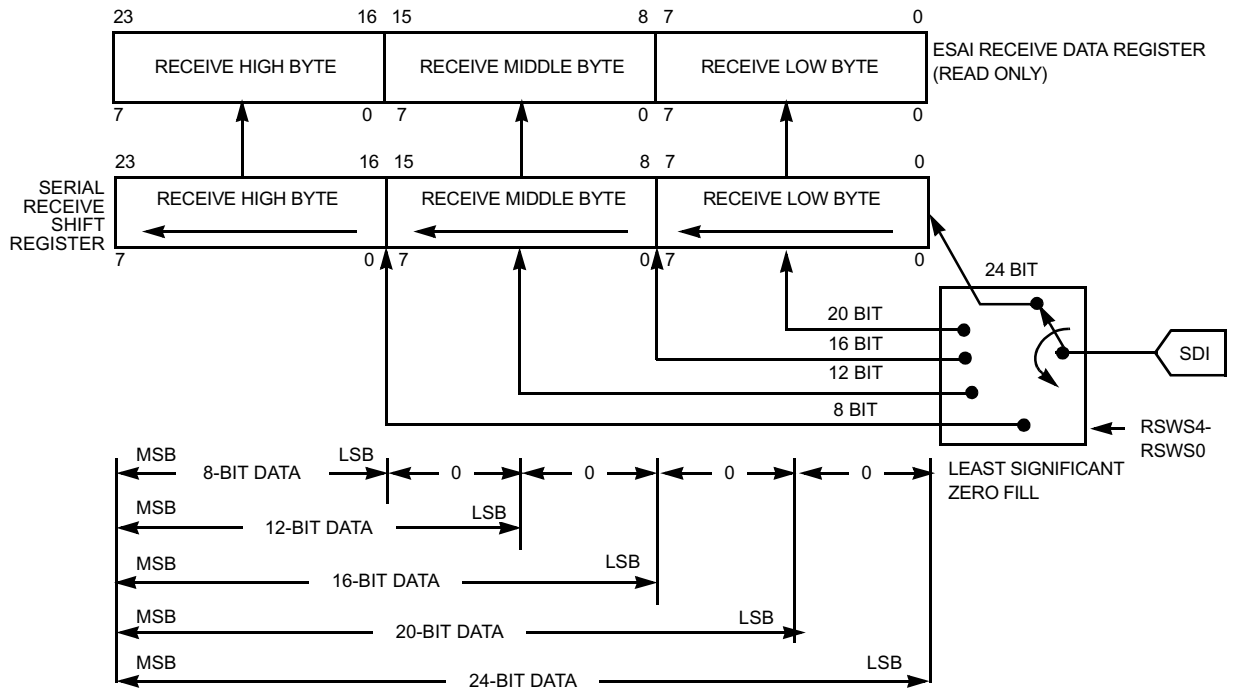 23 16 15 8 7 0
RECEIVE HIGH BYTE RECEIVE MIDDLE BYTE RECEIVE LOW BYTE
ESAI RECEIVE DATA REGISTER
(READ ONLY)
7 0 7 0 7 0
23 16 15 8 7 0
SERIAL
RECEIVE
SHIFT
REGISTER
RECEIVE HIGH BYTE RECEIVE MIDDLE BYTE RECEIVE LOW BYTE
7 0 7 0 7 0
24 BIT
20 BIT
16 BIT
12 BIT
8 BIT
SDI
RSWS4-
RSWS0
MSB 8-BIT DATA LSB 0 0 0 0
LEAST SIGNIFICANT
ZERO FILL
MSB 12-BIT DATA LSB
MSB 16-BIT DATA LSB
MSB 20-BIT DATA LSB
MSB 24-BIT DATA LSB